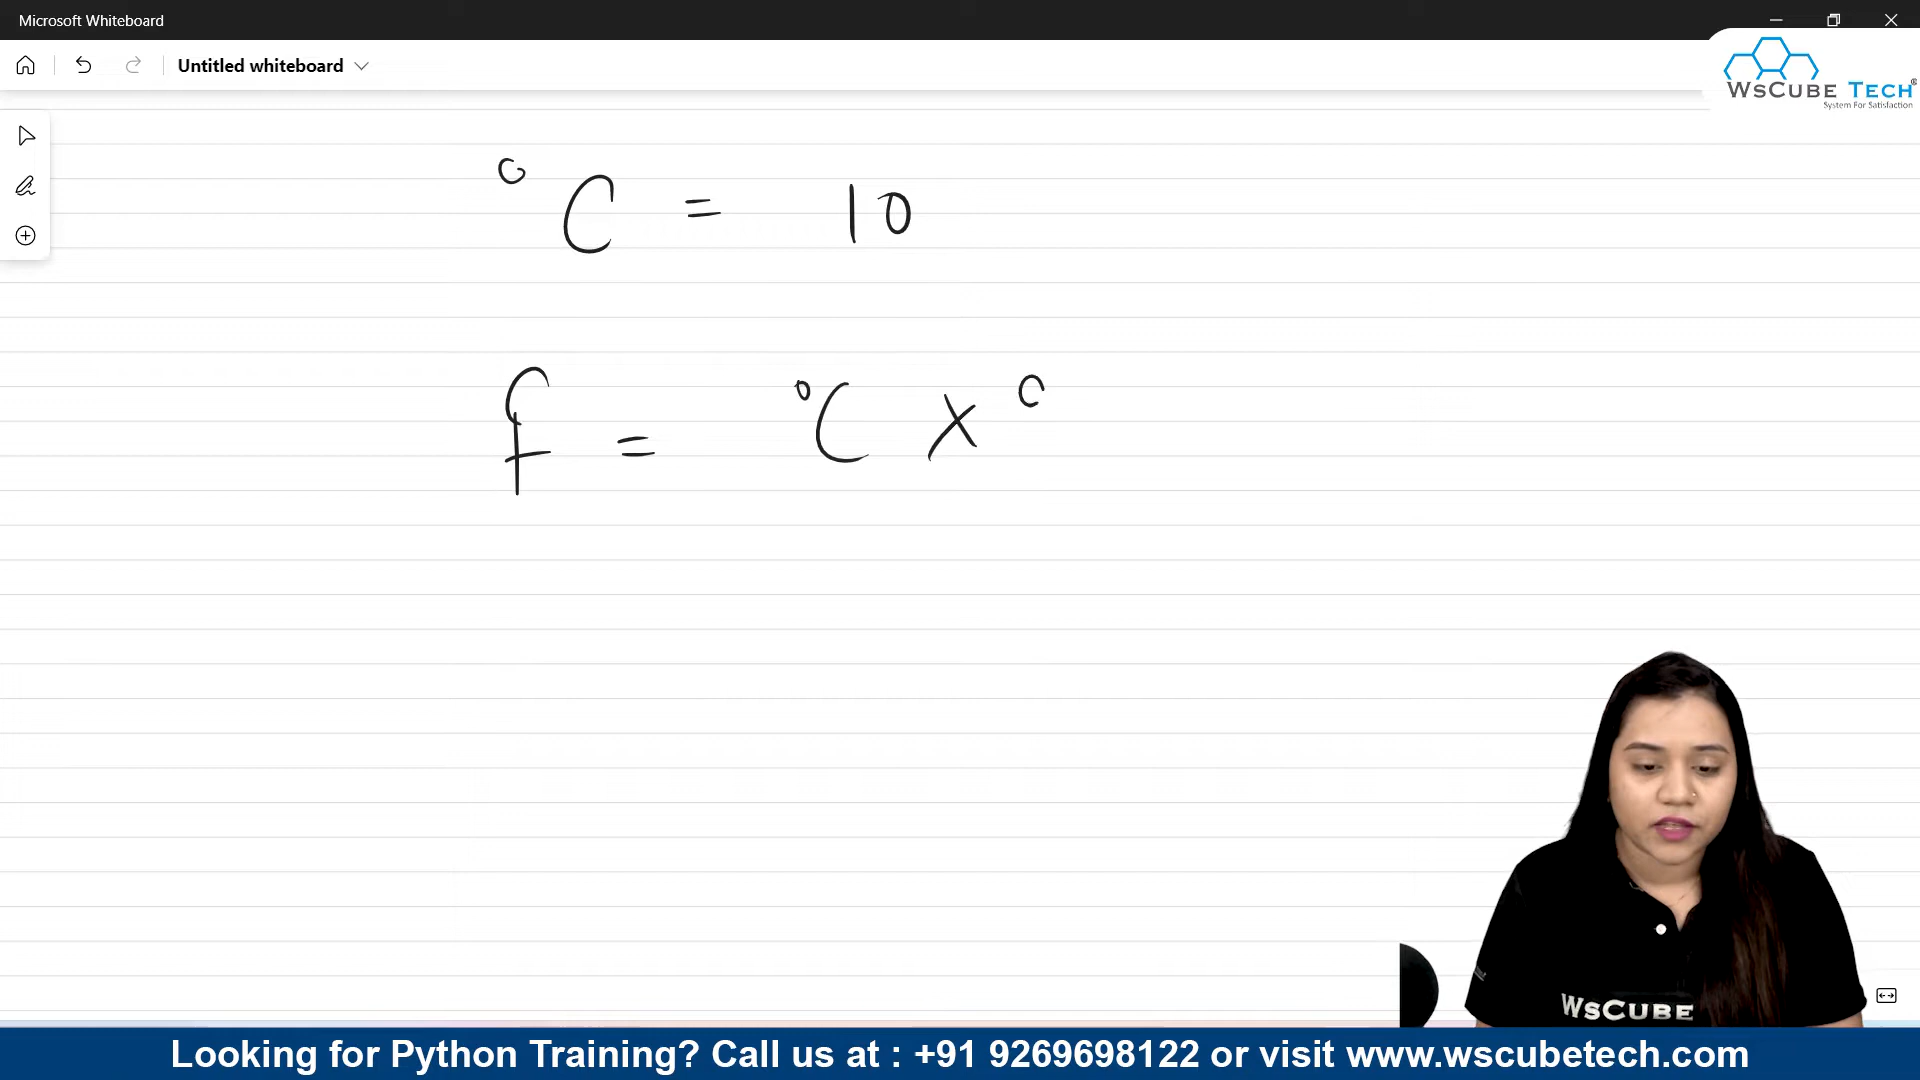 Microsoft Whiteboard
Untitled whiteboard
WsCube Tech
System For Satisfaction
°C = 10
f = °C x
WsCube
Looking for Python Training? Call us at : +91 9269698122 or visit www.wscubetech.com